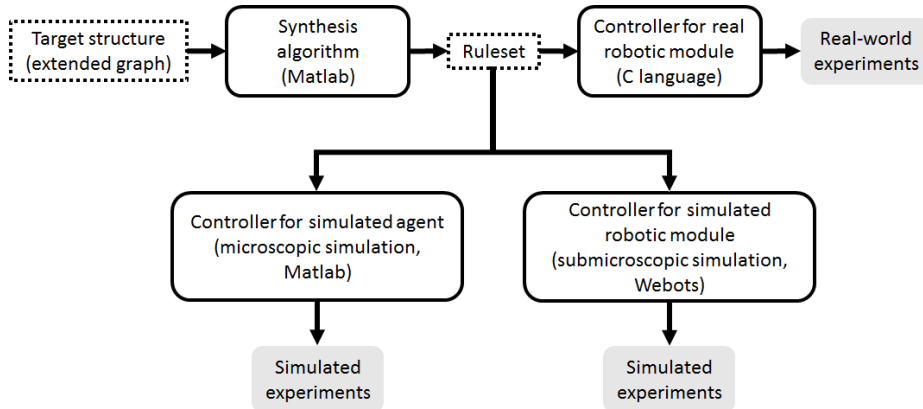 Target structure
(extended graph)
Synthesis
algorithm
(Matlab)
Ruleset
Controller for real
robotic module
(C language)
Real-world
experiments
Controller for simulated agent
(microscopic simulation,
Matlab)
Controller for simulated
robotic module
(submicroscopic simulation,
Webots)
Simulated
experiments
Simulated
experiments